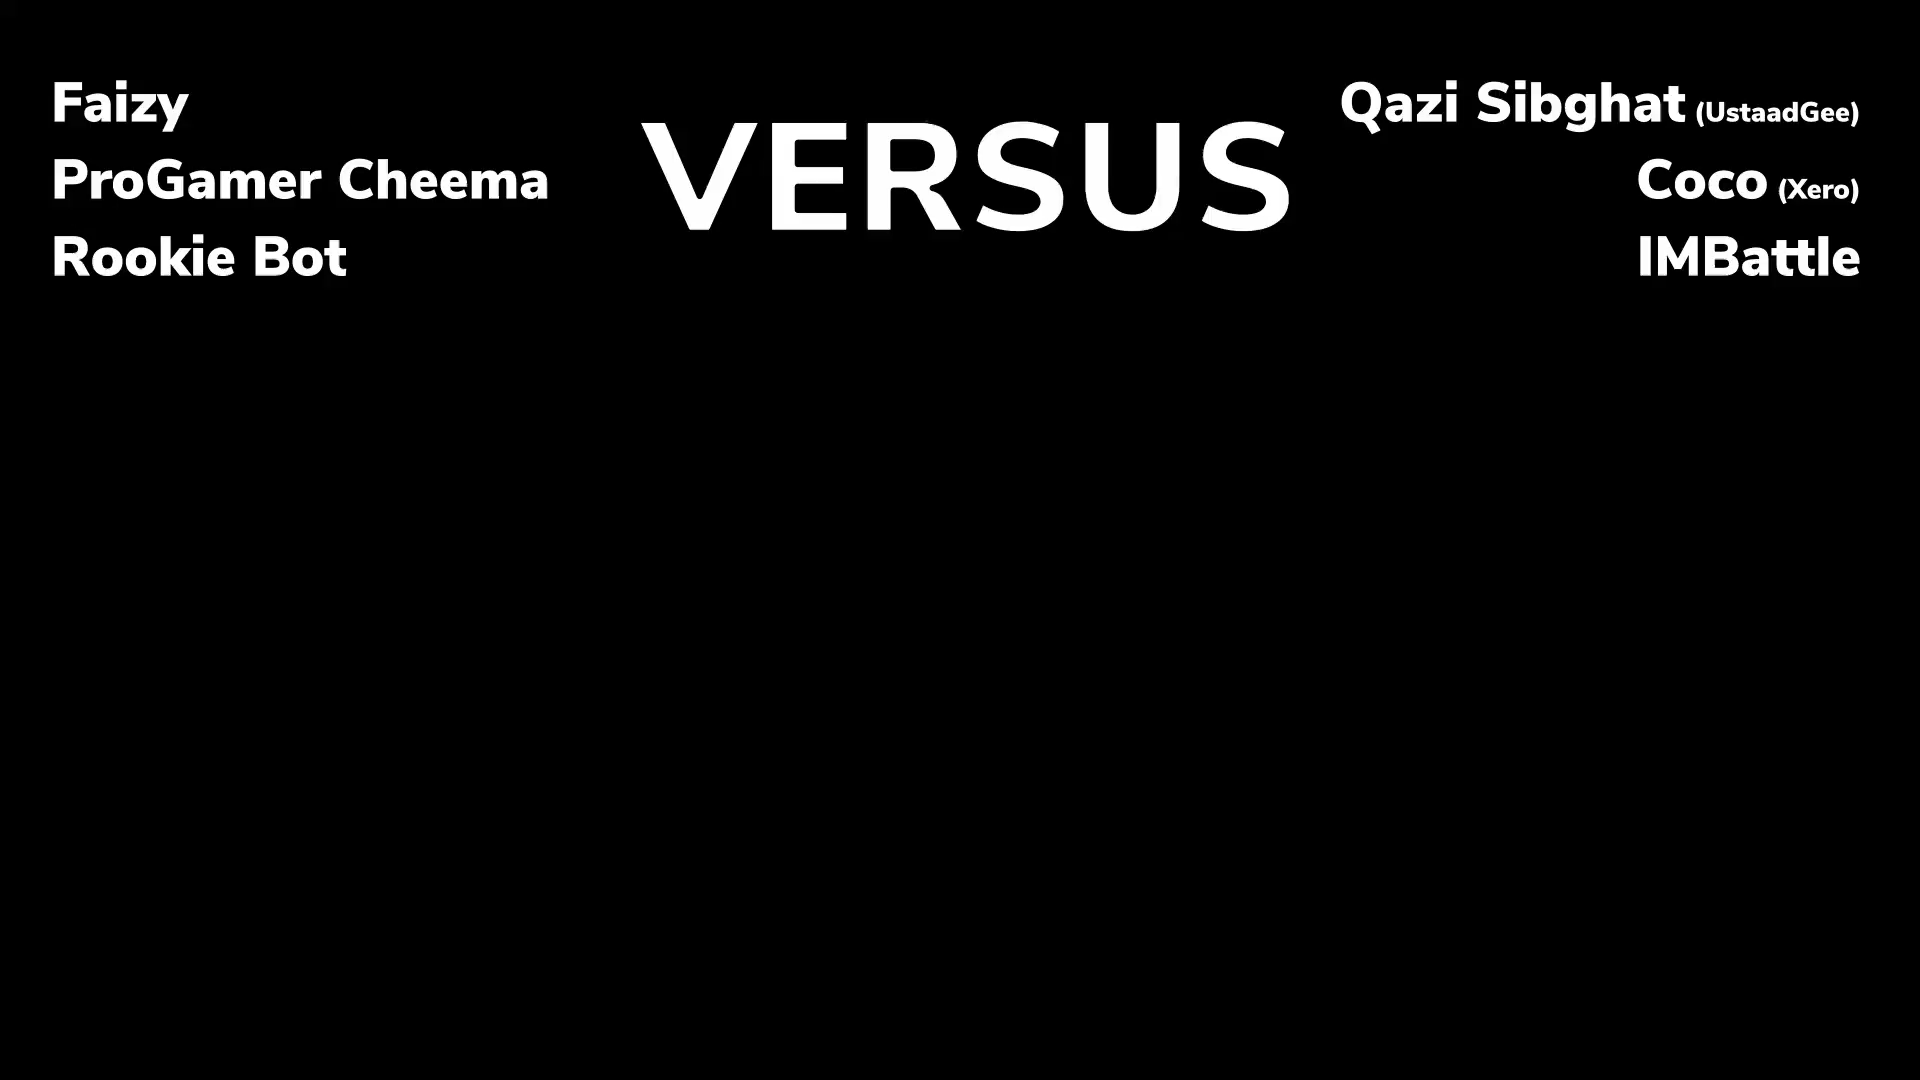 Faizy
ProGamer Cheema
Rookie Bot
VERSUS
Qazi Sibghat (UstaadGee)
Coco (Xero)
IMBattle